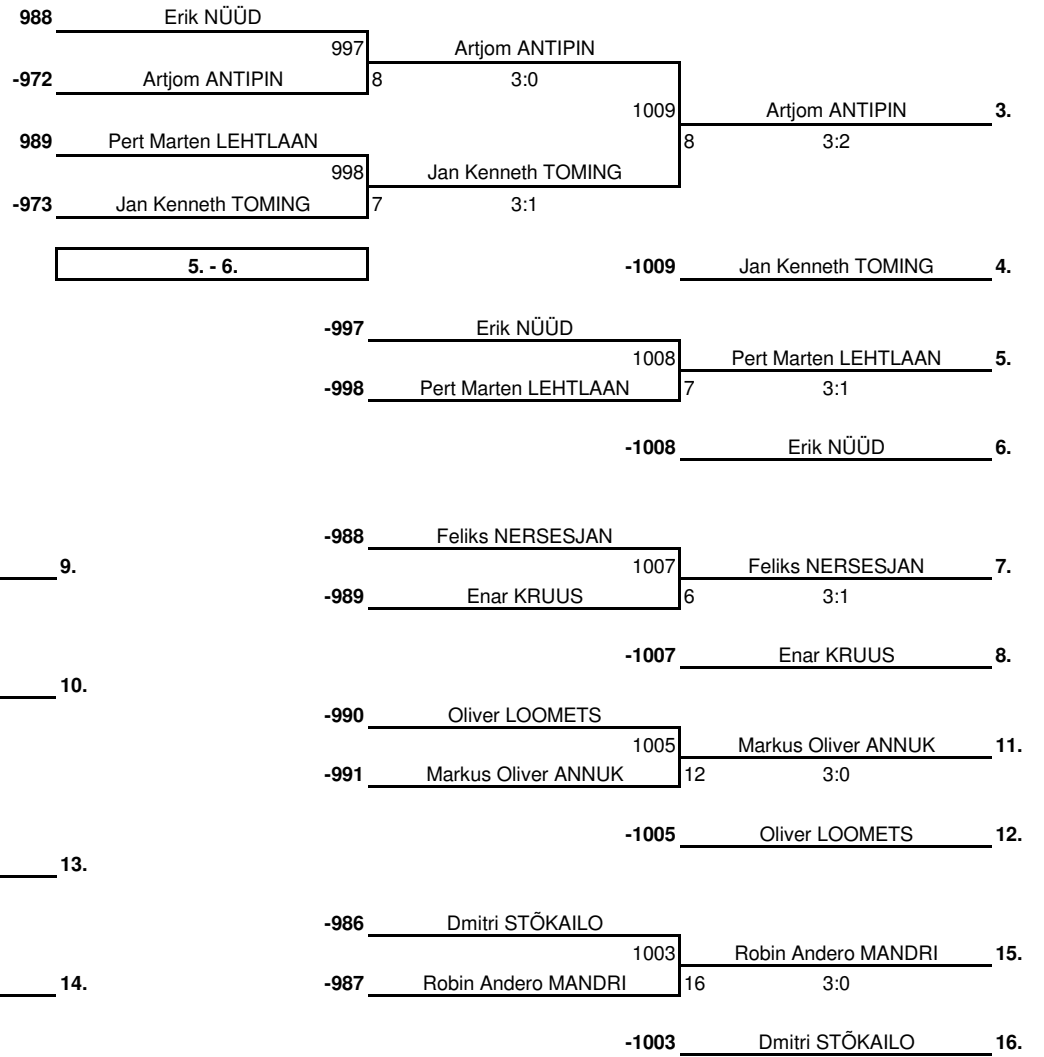 988 Erik NÜÜD
997 Artjom ANTIPIN
-972 Artjom ANTIPIN 8 3:0
1009 Artjom ANTIPIN 3.
989 Pert Marten LEHTLAAN 8 3:2
998 Jan Kenneth TOMING
-973 Jan Kenneth TOMING 7 3:1
5. - 6. -1009 Jan Kenneth TOMING 4.
-997 Erik NÜÜD
1008 Pert Marten LEHTLAAN 5.
-998 Pert Marten LEHTLAAN 7 3:1
-1008 Erik NÜÜD 6.
-988 Feliks NERSESJAN
9. 1007 Feliks NERSESJAN 7.
-989 Enar KRUUS 6 3:1
-1007 Enar KRUUS 8.
10.
-990 Oliver LOOMETS
1005 Markus Oliver ANNUK 11.
-991 Markus Oliver ANNUK 12 3:0
-1005 Oliver LOOMETS 12.
13.
-986 Dmitri STÕKAILO
1003 Robin Andero MANDRI 15.
14. -987 Robin Andero MANDRI 16 3:0
-1003 Dmitri STÕKAILO 16.